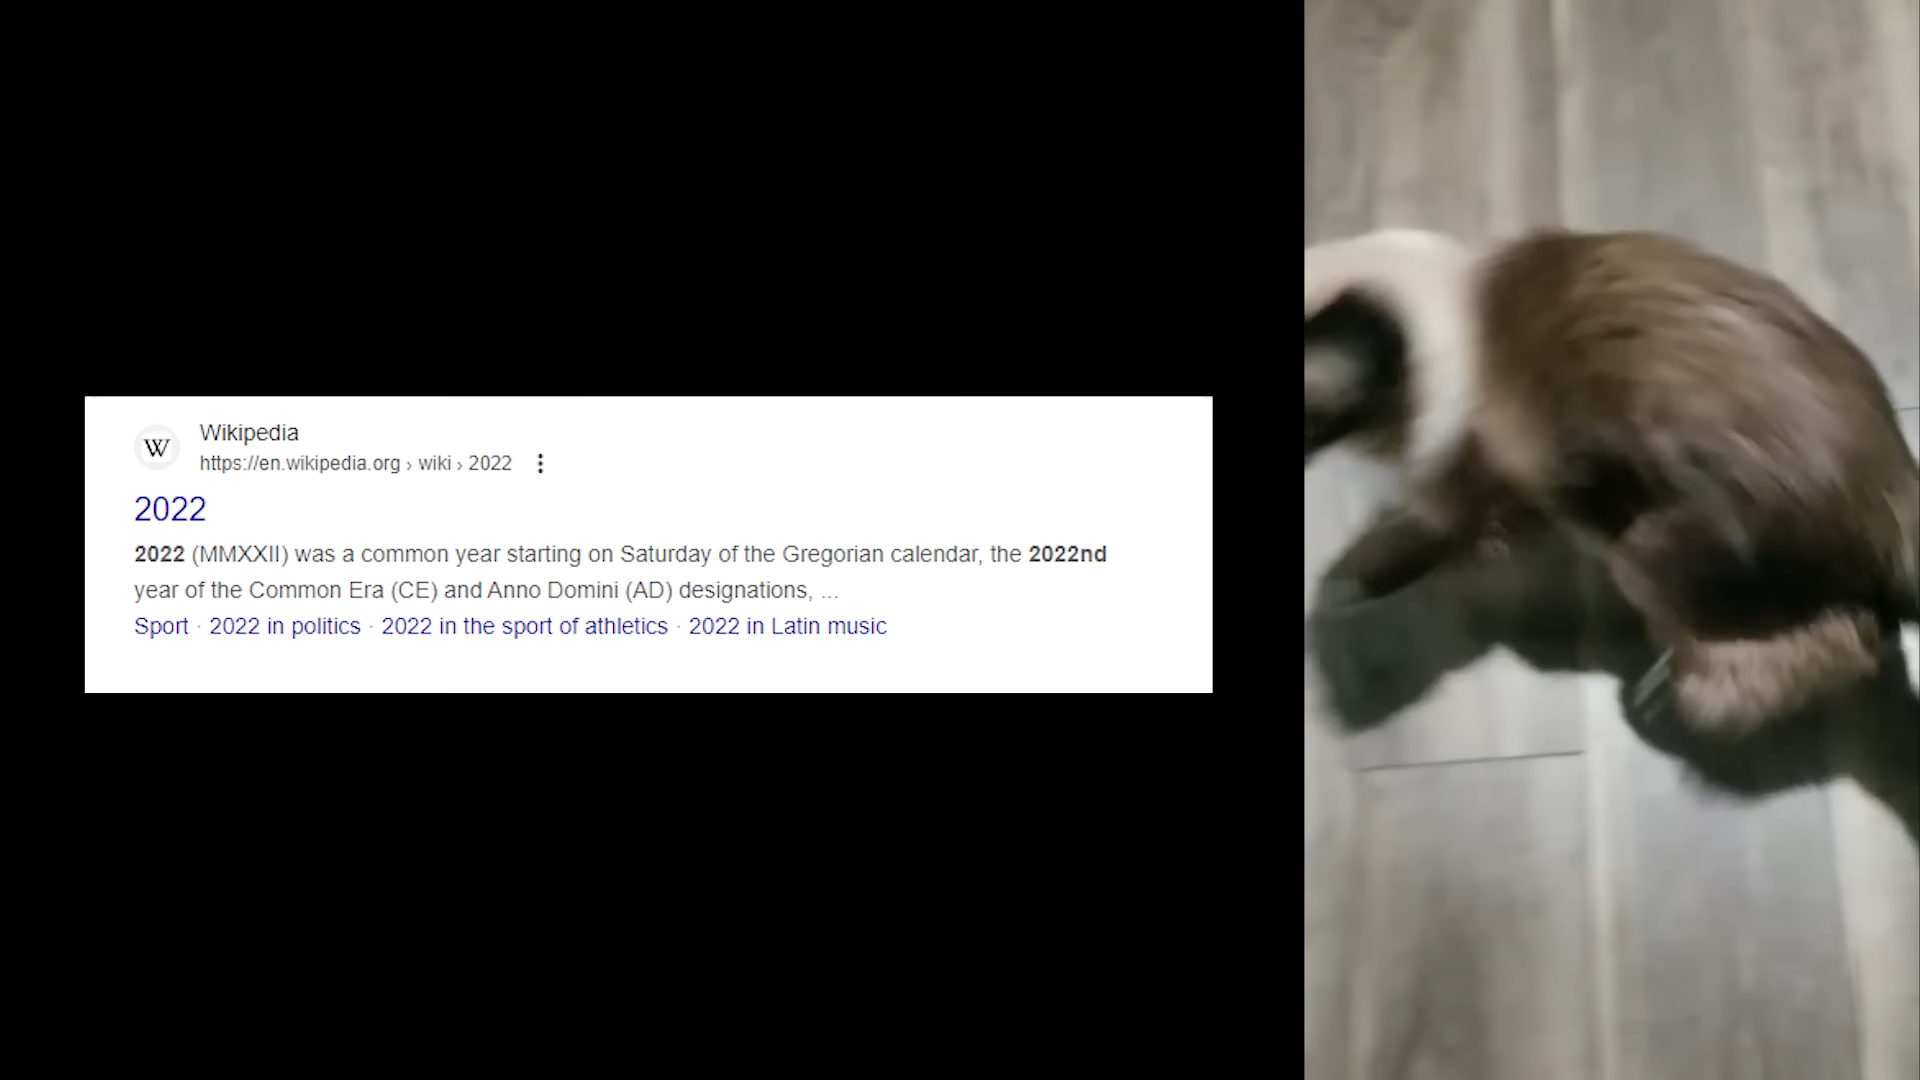 W
Wikipedia
https://en.wikipedia.org › wiki › 2022
2022
2022 (MMXXII) was a common year starting on Saturday of the Gregorian calendar, the 2022nd
year of the Common Era (CE) and Anno Domini (AD) designations, ...
Sport · 2022 in politics · 2022 in the sport of athletics · 2022 in Latin music